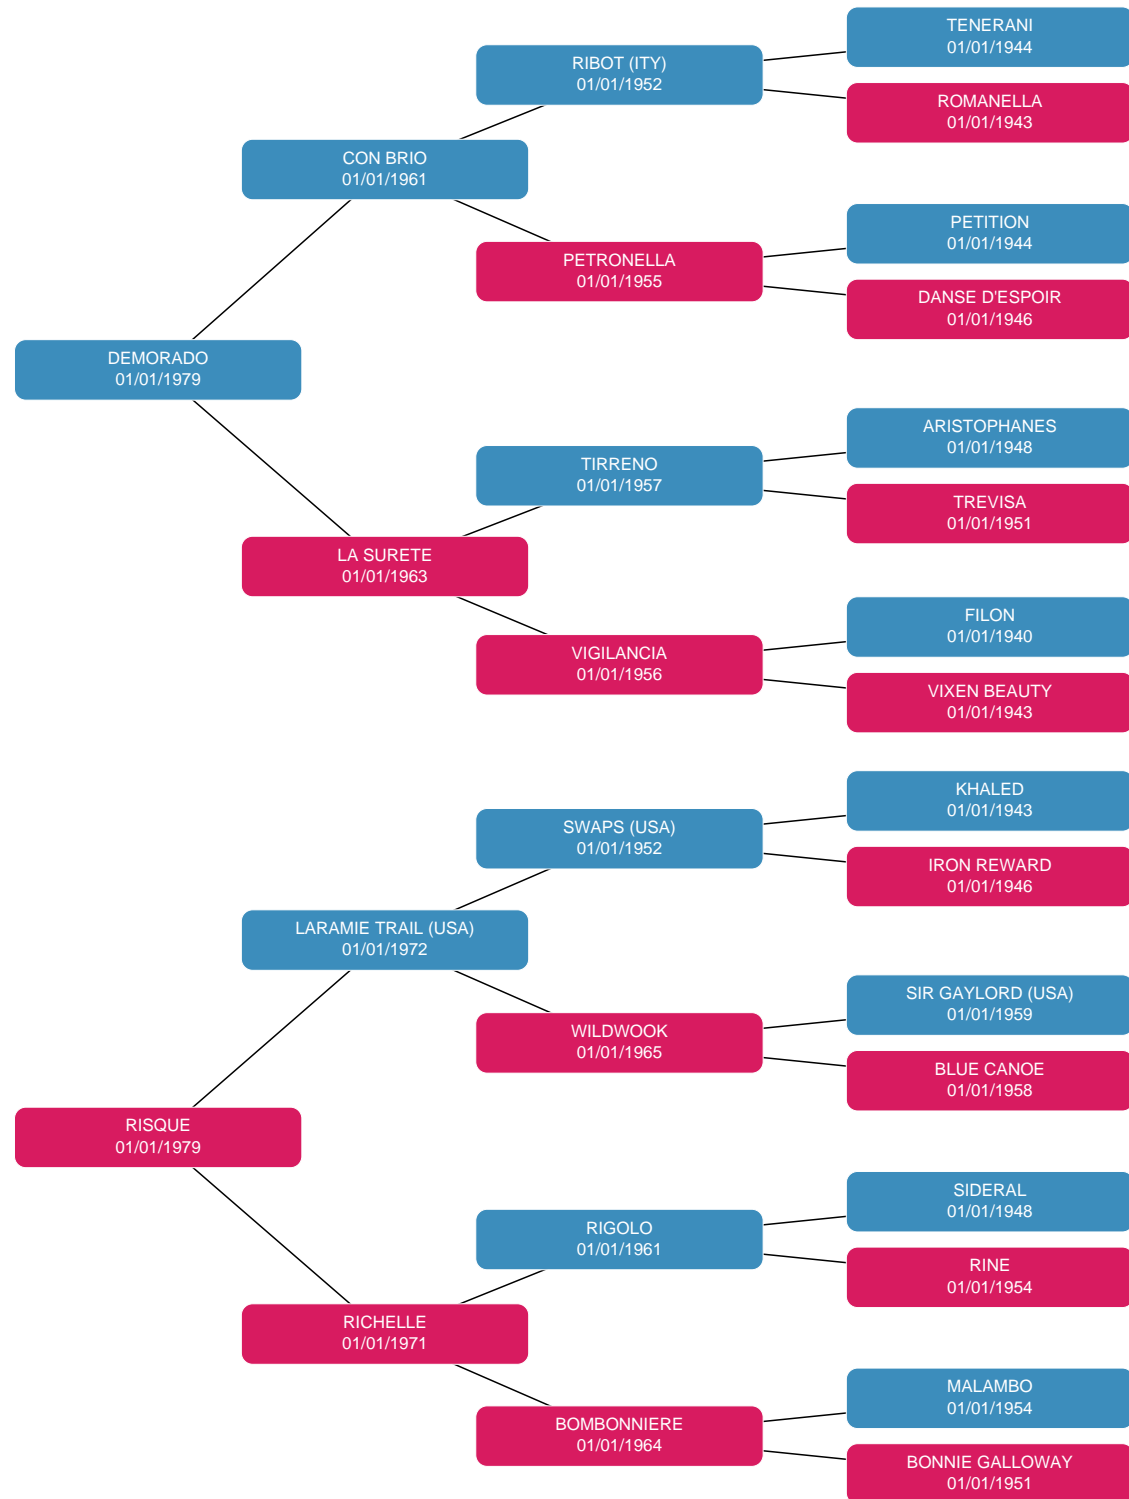 TENERANI
01/01/1944
RIBOT (ITY)
01/01/1952
ROMANELLA
01/01/1943
CON BRIO
01/01/1961
PETITION
01/01/1944
PETRONELLA
01/01/1955
DANSE D'ESPOIR
01/01/1946
DEMORADO
01/01/1979
ARISTOPHANES
01/01/1948
TIRRENO
01/01/1957
TREVISA
01/01/1951
LA SURETE
01/01/1963
FILON
01/01/1940
VIGILANCIA
01/01/1956
VIXEN BEAUTY
01/01/1943
KHALED
01/01/1943
SWAPS (USA)
01/01/1952
IRON REWARD
01/01/1946
LARAMIE TRAIL (USA)
01/01/1972
SIR GAYLORD (USA)
01/01/1959
WILDWOOK
01/01/1965
BLUE CANOE
01/01/1958
RISQUE
01/01/1979
SIDERAL
01/01/1948
RIGOLO
01/01/1961
RINE
01/01/1954
RICHELLE
01/01/1971
MALAMBO
01/01/1954
BOMBONNIERE
01/01/1964
BONNIE GALLOWAY
01/01/1951